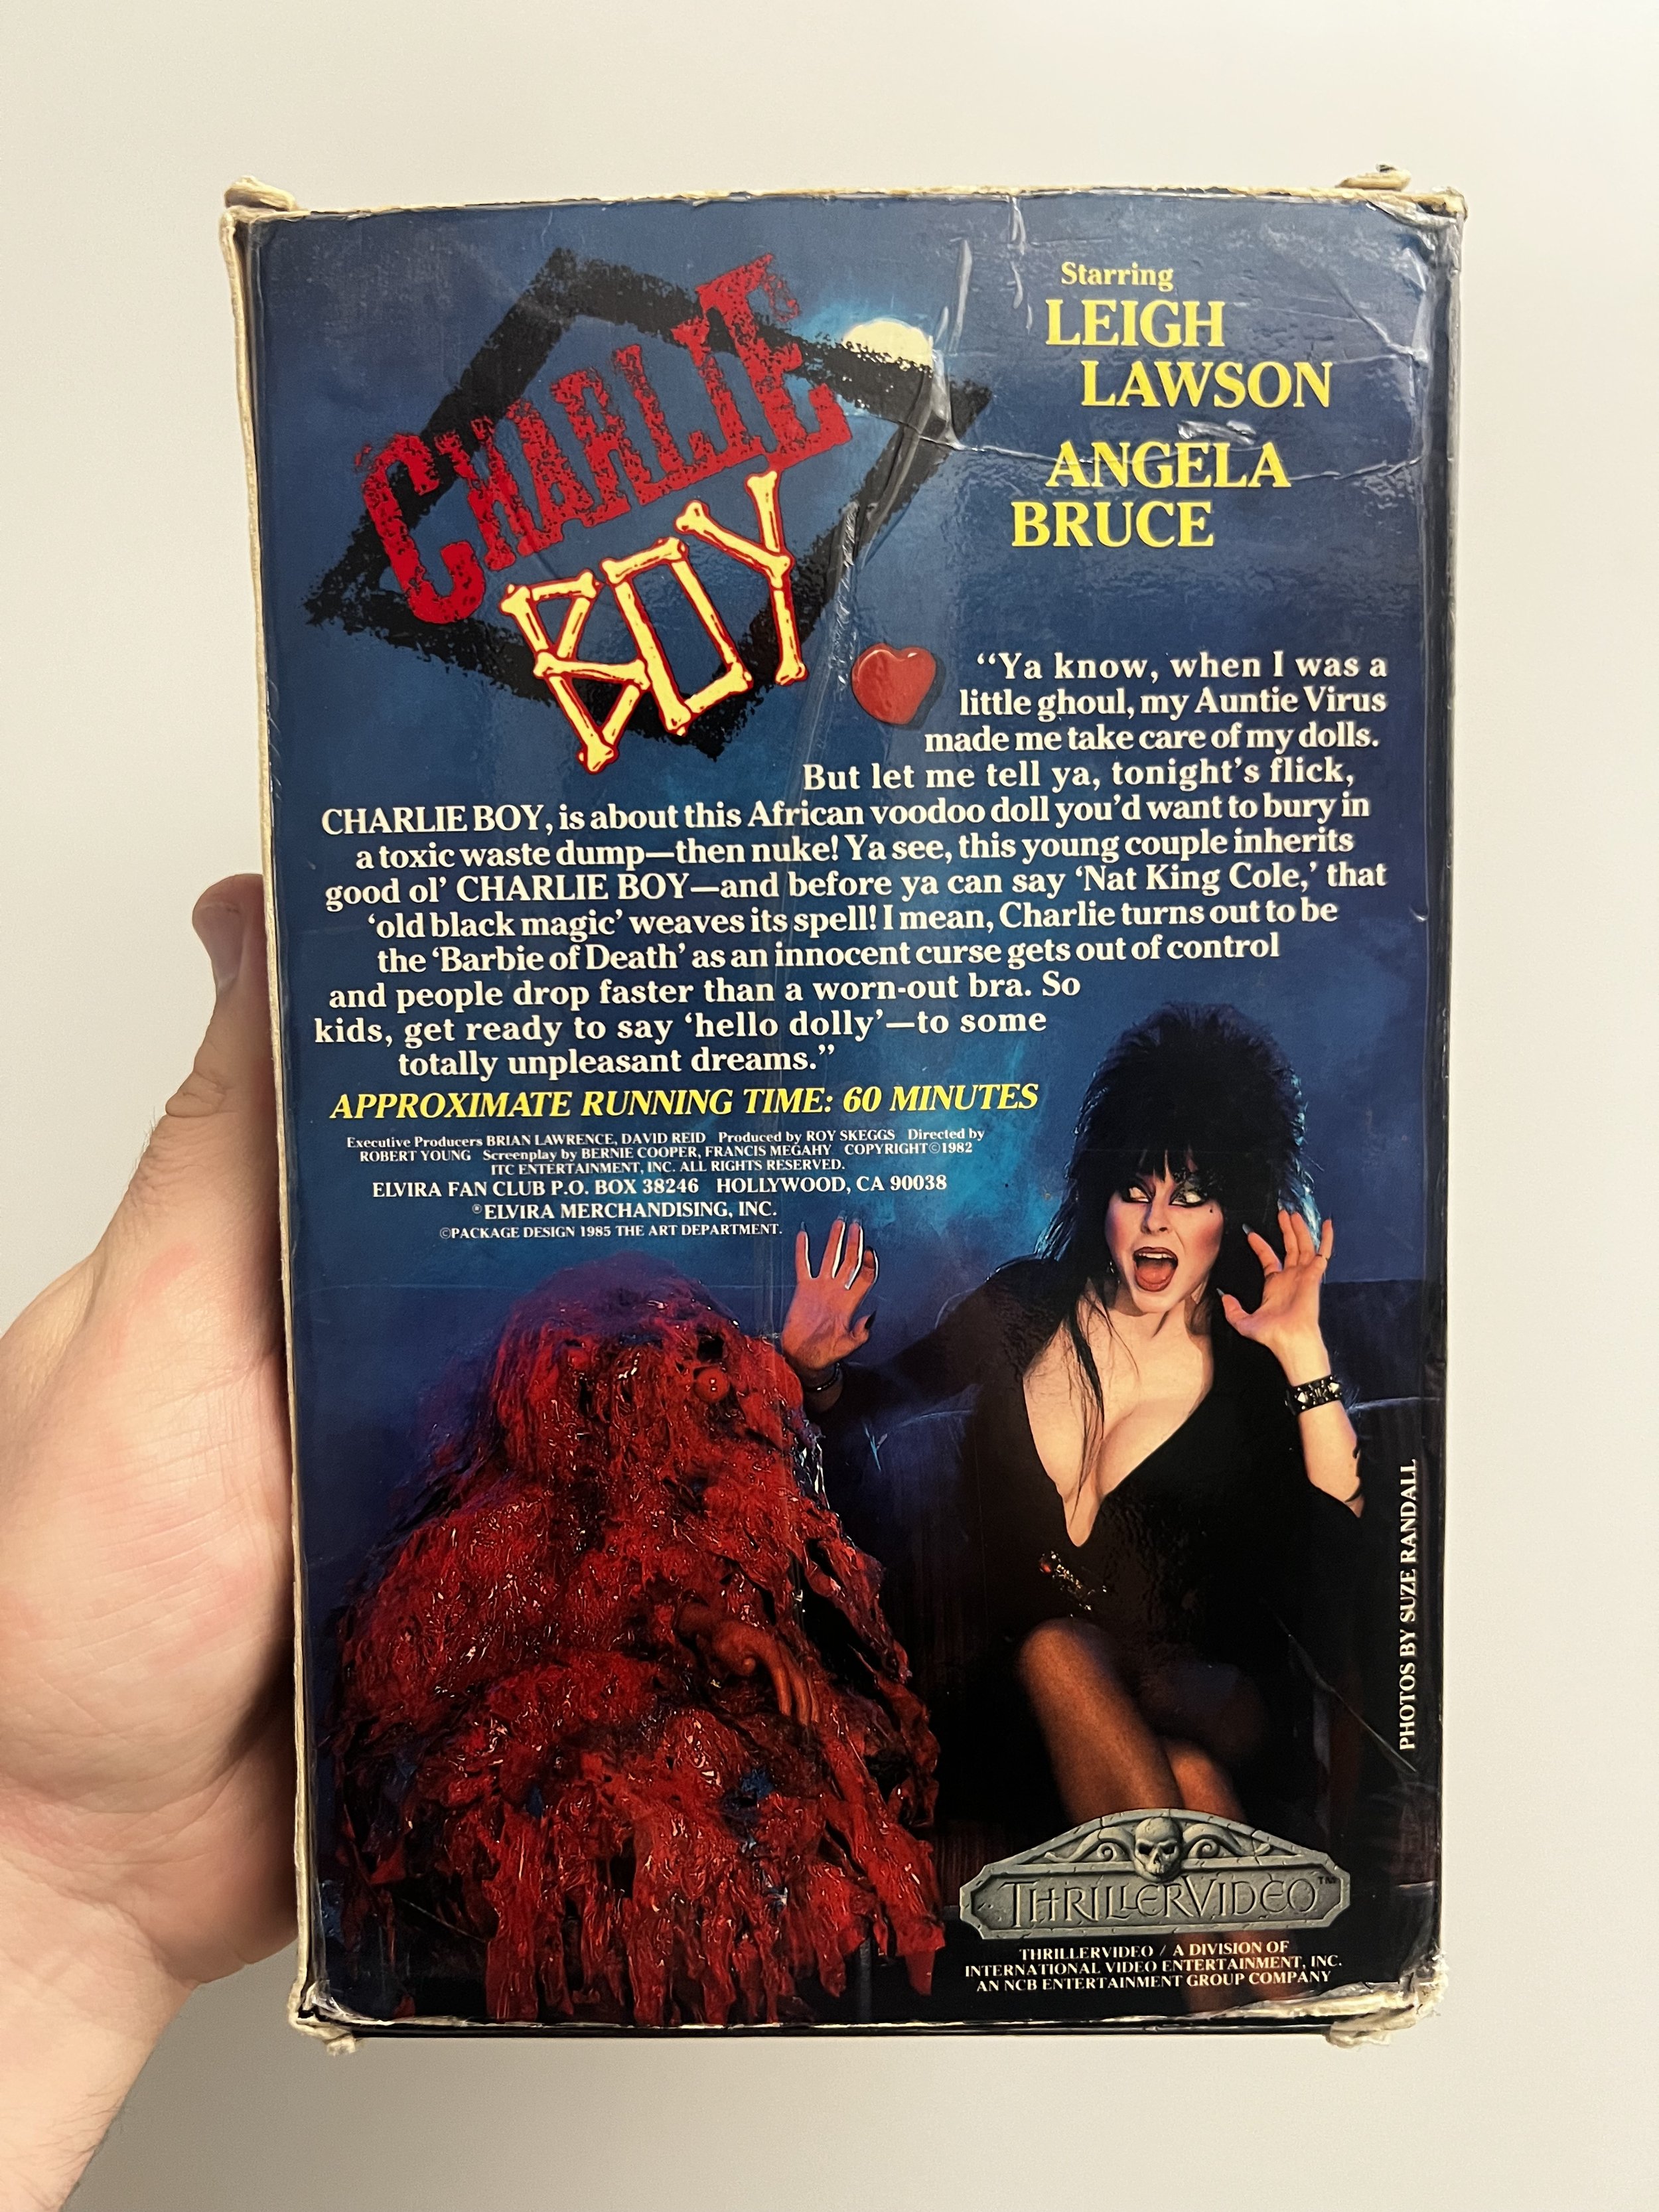 CHARLIE
BOY
Starring
LEIGH
LAWSON
ANGELA
BRUCE
“Ya know, when I was a
little ghoul, my Auntie Virus
made me take care of my dolls.
But let me tell ya, tonight’s flick,
CHARLIE BOY, is about this African voodoo doll you’d want to bury in
a toxic waste dump—then nuke! Ya see, this young couple inherits
good ol’ CHARLIE BOY—and before ya can say ‘Nat King Cole,’ that
‘old black magic’ weaves its spell! I mean, Charlie turns out to be
the ‘Barbie of Death’ as an innocent curse gets out of control
and people drop faster than a worn-out bra. So
kids, get ready to say ‘hello dolly’—to some
totally unpleasant dreams.”
APPROXIMATE RUNNING TIME: 60 MINUTES
Executive Producers BRIAN LAWRENCE, DAVID REID Produced by ROY SKEGGS Directed by
ROBERT YOUNG Screenplay by BERNIE COOPER, FRANCIS MEGAHY COPYRIGHT©1982
ITC ENTERTAINMENT, INC. ALL RIGHTS RESERVED.
ELVIRA FAN CLUB P.O. BOX 38246 HOLLYWOOD, CA 90038
®ELVIRA MERCHANDISING, INC.
©PACKAGE DESIGN 1985 THE ART DEPARTMENT.
PHOTOS BY SUZE RANDALL
THRILLERVIDEO™
THRILLERVIDEO / A DIVISION OF
INTERNATIONAL VIDEO ENTERTAINMENT, INC.
AN NCB ENTERTAINMENT GROUP COMPANY